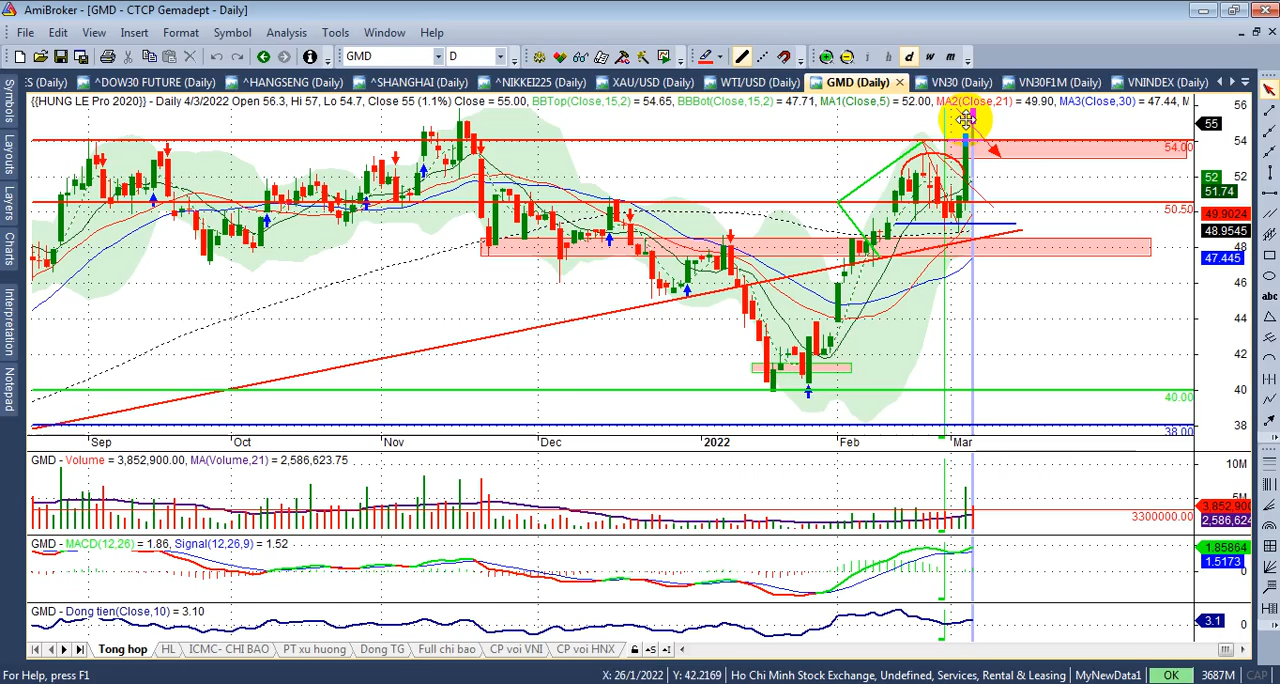 AmiBroker - [GMD - CTCP Gemadept - Daily]
File Edit View Insert Format Symbol Analysis Tools Window Help
GMD D i h d w m
S (Daily) ^DOW30 FUTURE (Daily) ^HANGSENG (Daily) ^SHANGHAI (Daily) ^NIKKEI225 (Daily) XAU/USD (Daily) WTI/USD (Daily) GMD (Daily) VN30 (Daily) VN30F1M (Daily) VNINDEX (Daily)
{{HUNG LE Pro 2020}} - Daily 4/3/2022 Open 56.3, Hi 57, Lo 54.7, Close 55 (1.1%) Close = 55.00, BBTop(Close,15,2) = 54.65, BBBot(Close,15,2) = 47.71, MA1(Close,5) = 52.00, MA2(Close,21) = 49.90, MA3(Close,30) = 47.44, M
Symbols
Layouts
Layers
Charts
Interpretation
Notepad
abc
56
55
54
54.00
52
52
51.74
50.50
49.9024
48.9545
48
47.445
46
44
42
40
40.00
38
38.00
Sep Oct Nov Dec 2022 Feb Mar
GMD - Volume = 3,852,900.00, MA(Volume,21) = 2,586,623.75
10M
5M
3,852,900
3300000.00
2,586,624
GMD - MACD(12,26) = 1.86, Signal(12,26,9) = 1.52
1.85864
1.5173
0
GMD - Dong tien(Close,10) = 3.10
3.1 0
Tong hop HL ICMC- CHI BAO PT xu huong Dong TG Full chi bao CP voi VNI CP voi HNX
For Help, press F1 X: 26/1/2022 Y: 42.2169 Ho Chi Minh Stock Exchange, Undefined, Services, Rental & Leasing MyNewData1 OK 3687M CAP